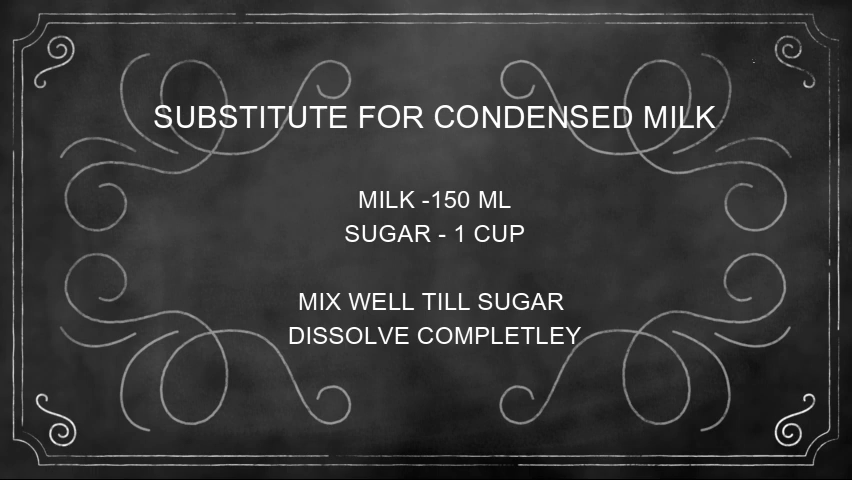 SUBSTITUTE FOR CONDENSED MILK
MILK -150 ML
SUGAR - 1 CUP
MIX WELL TILL SUGAR
DISSOLVE COMPLETLEY